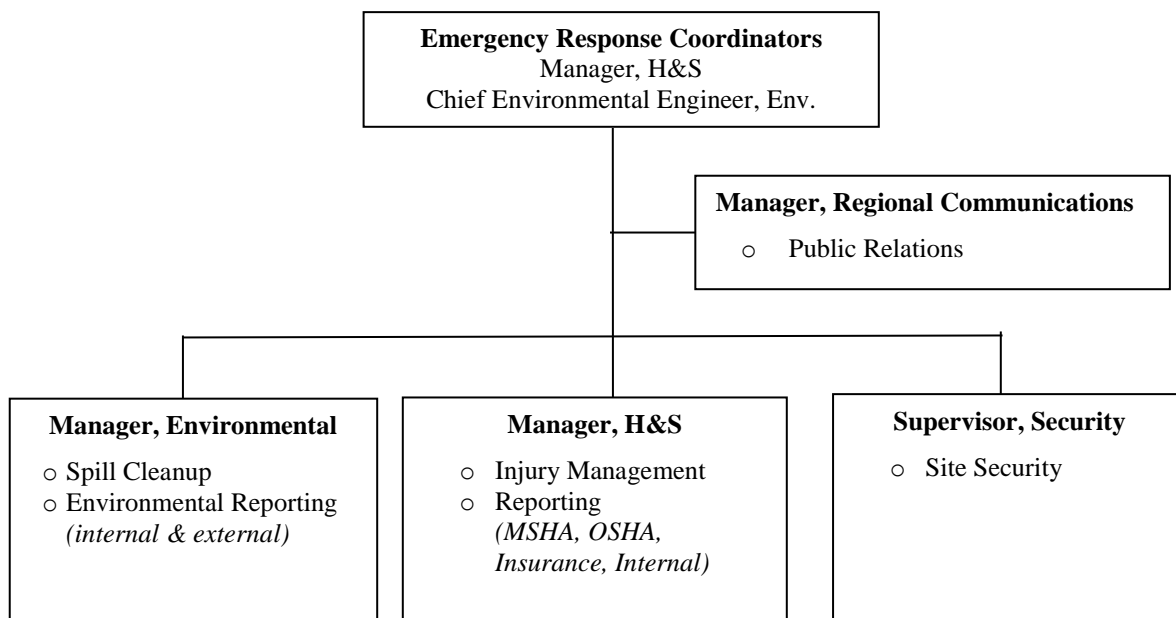 Emergency Response Coordinators
Manager, H&S
Chief Environmental Engineer, Env.
Manager, Regional Communications
o Public Relations
Manager, Environmental
o Spill Cleanup
o Environmental Reporting
(internal & external)
Manager, H&S
o Injury Management
o Reporting
(MSHA, OSHA,
Insurance, Internal)
Supervisor, Security
o Site Security